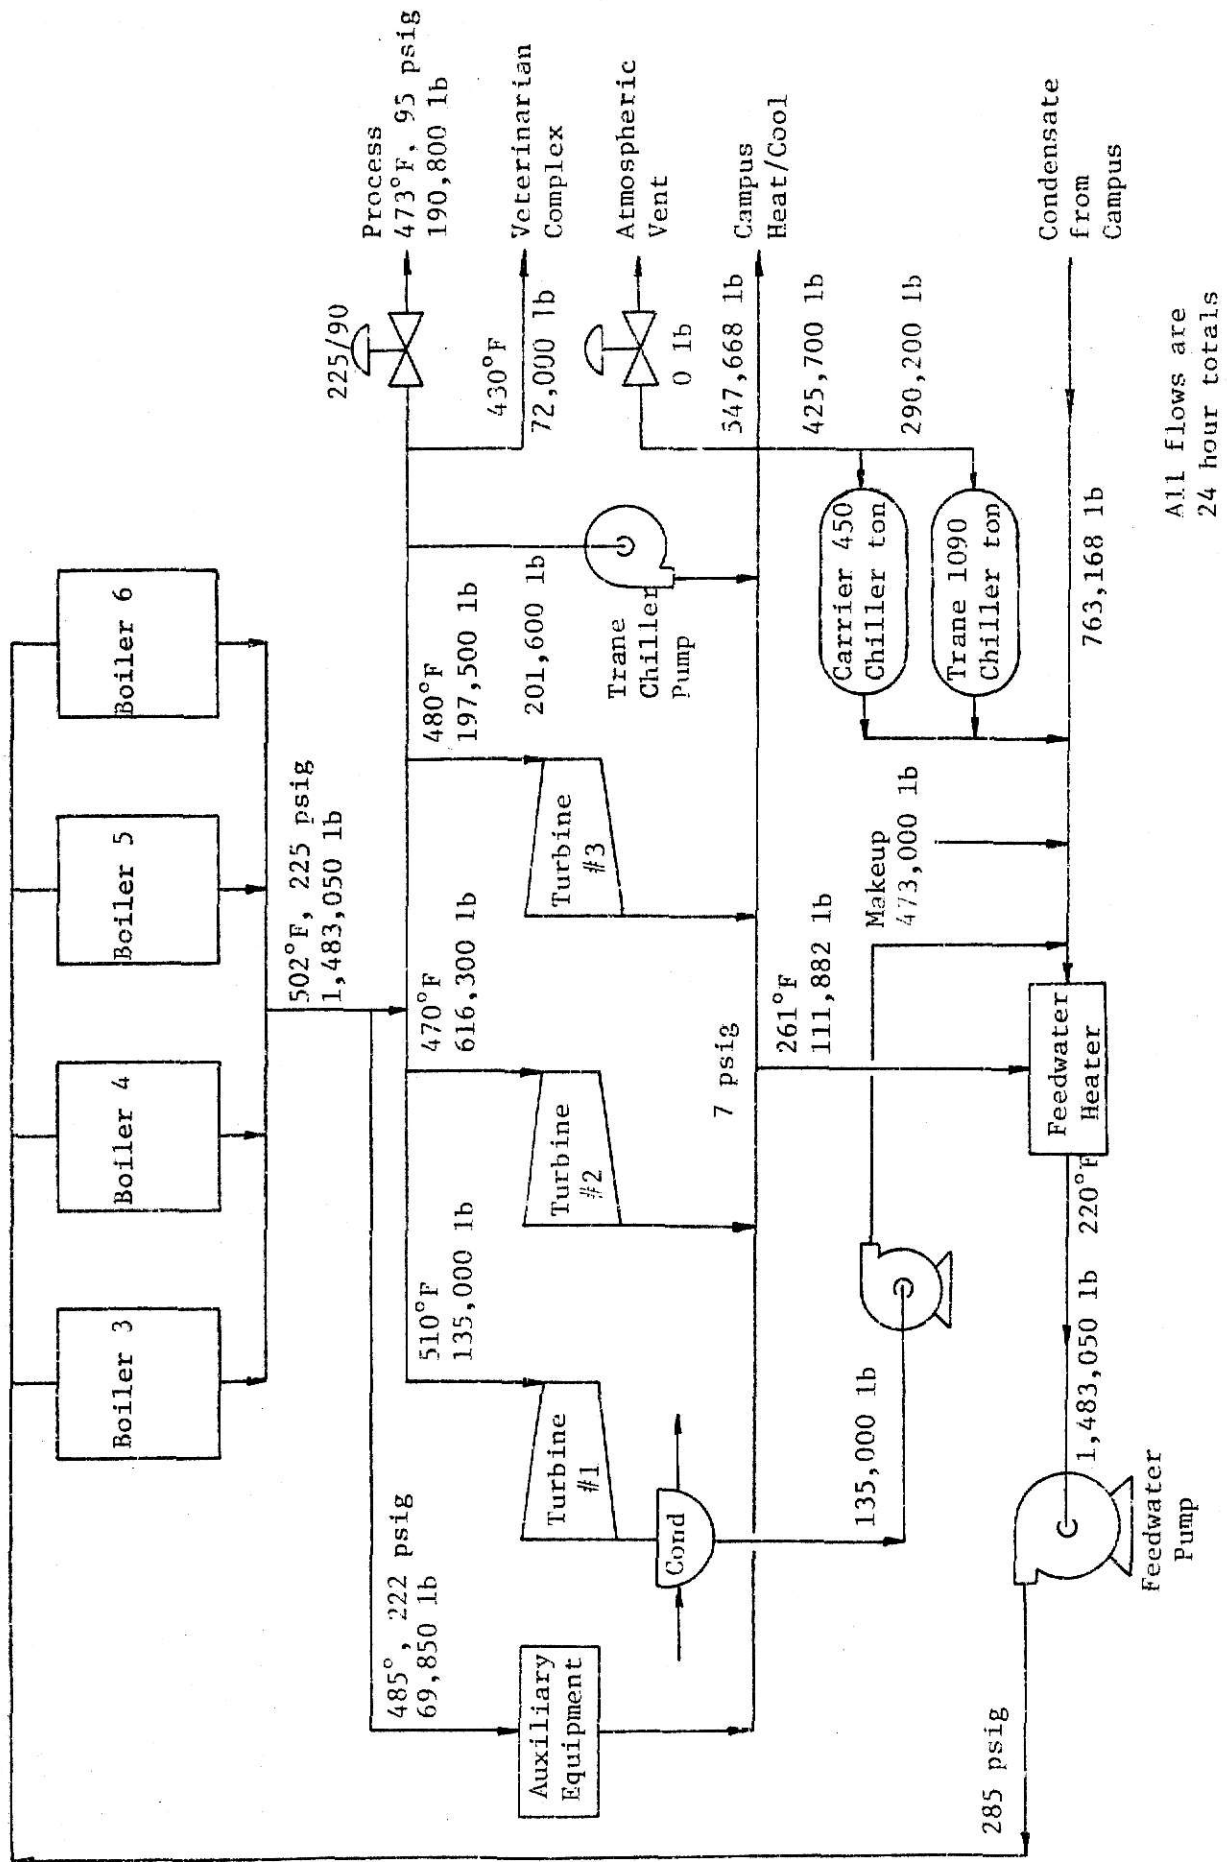 Boiler 3
Boiler 4
Boiler 5
Boiler 6
502°F, 225 psig
1,483,050 lb
485°, 222 psig
69,850 lb
Auxiliary
Equipment
510°F
135,000 lb
Turbine
#1
Cond
470°F
616,300 lb
Turbine
#2
480°F
197,500 lb
Turbine
#3
201,600 lb
Trane
Chiller
Pump
225/90
Process
473°F, 95 psig
190,800 lb
430°F
72,000 lb
Veterinarian
Complex
0 lb
Atmospheric
Vent
7 psig
347,668 lb
Campus
Heat/Cool
425,700 lb
290,200 lb
Carrier 450
Chiller ton
Trane 1090
Chiller ton
261°F
111,882 lb
Makeup
473,000 lb
135,000 lb
763,168 lb
Condensate
from
Campus
Feedwater
Heater
220°F
1,483,050 lb
Feedwater
Pump
285 psig
All flows are
24 hour totals